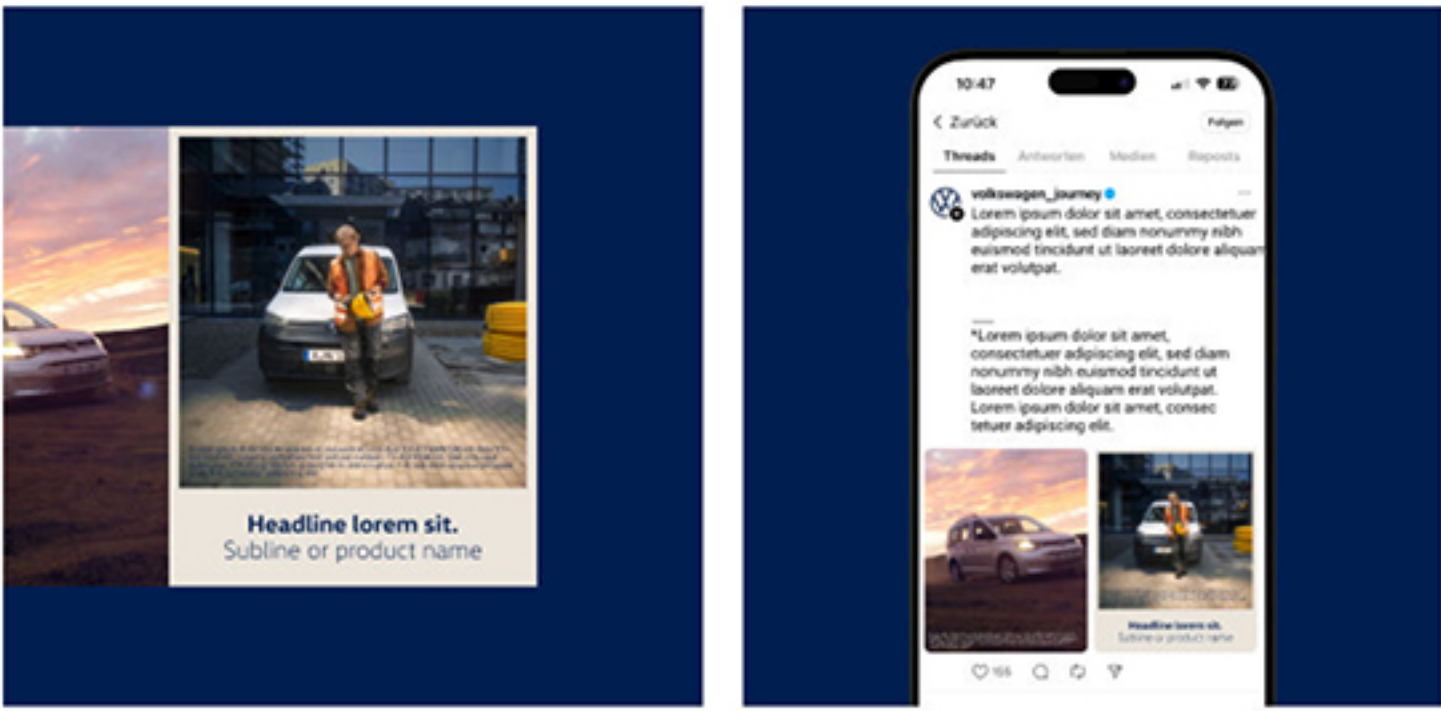 Headline lorem sit.
Subline or product name
10:47
Zurück
Folgen
Threads Antworten Medien Reposts
volkswagen_journey
Lorem ipsum dolor sit amet, consectetuer
adipiscing elit, sed diam nonummy nibh
euismod tincidunt ut laoreet dolore aliquam
erat volutpat.
*Lorem ipsum dolor sit amet,
consectetuer adipiscing elit, sed diam
nonummy nibh euismod tincidunt ut
laoreet dolore aliquam erat volutpat.
Lorem ipsum dolor sit amet, consec
tetuer adipiscing elit.
Headline lorem sit.
Subline or product name
166